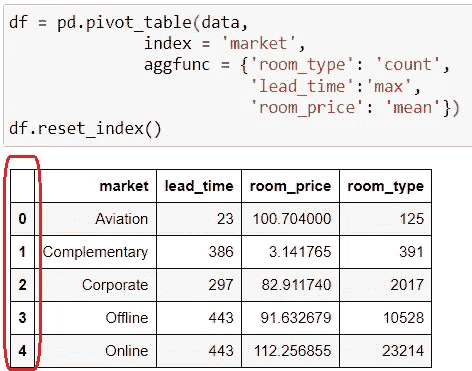 df = pd.pivot_table(data,
index = 'market',
aggfunc = {'room_type': 'count',
'lead_time':'max',
'room_price': 'mean'})
df.reset_index()
market lead_time room_price room_type
0 Aviation 23 100.704000 125
1 Complementary 386 3.141765 391
2 Corporate 297 82.911740 2017
3 Offline 443 91.632679 10528
4 Online 443 112.256855 23214